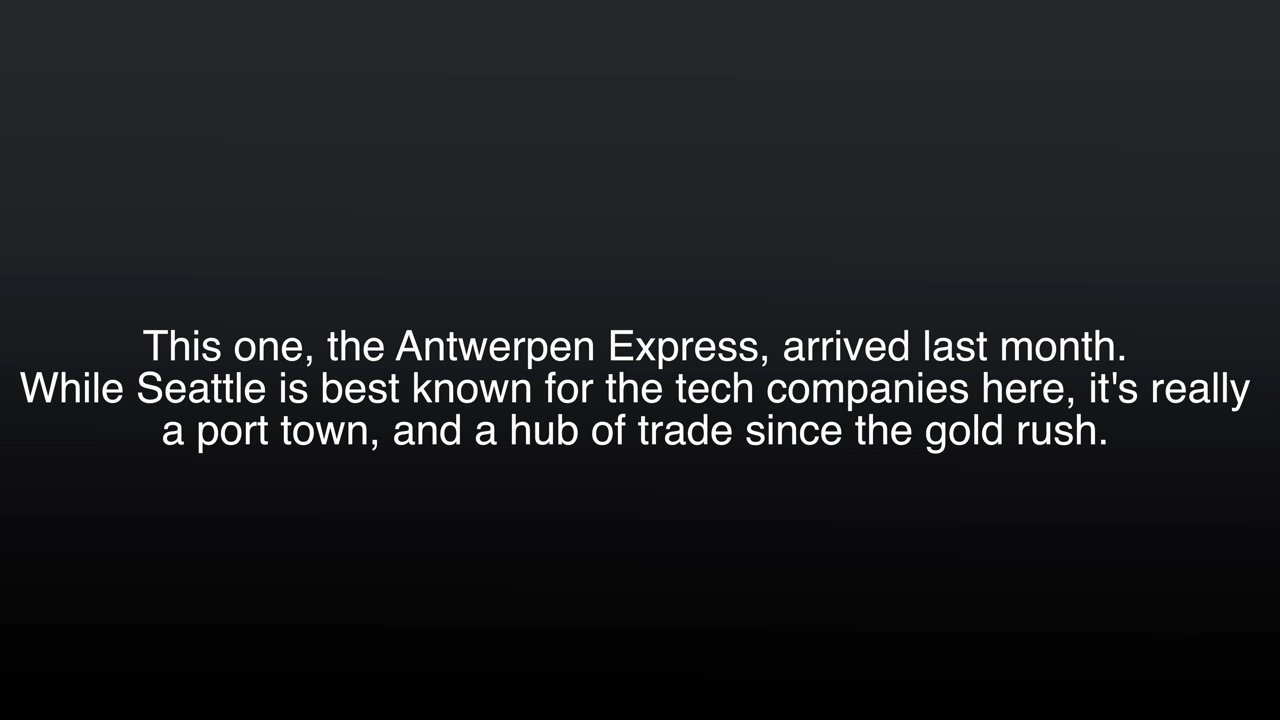 This one, the Antwerpen Express, arrived last month.
While Seattle is best known for the tech companies here, it's really
a port town, and a hub of trade since the gold rush.